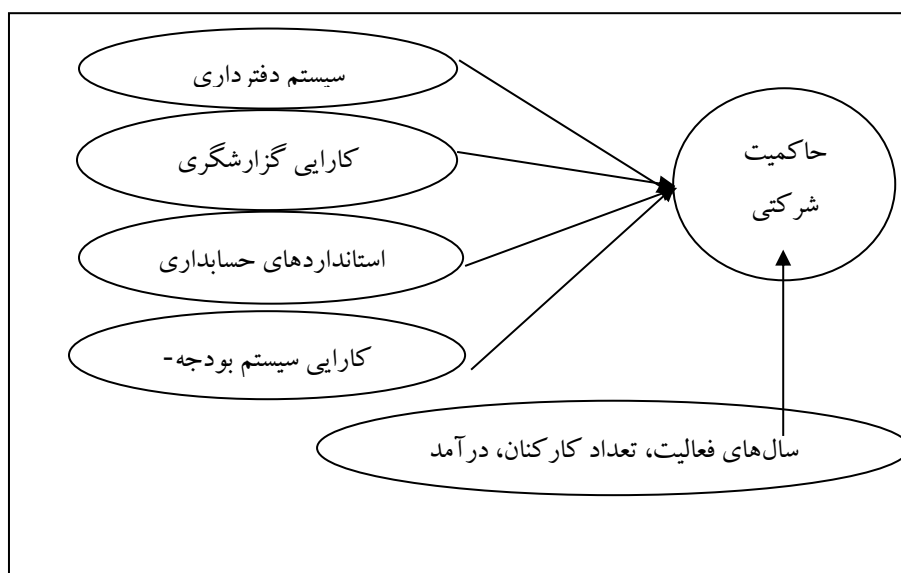 سیستم دفترداری
کارایی گزارشگری
استانداردهای حسابداری
کارایی سیستم بودجه-
حاکمیت
شرکتی
سال‌های فعالیت، تعداد کارکنان، درآمد